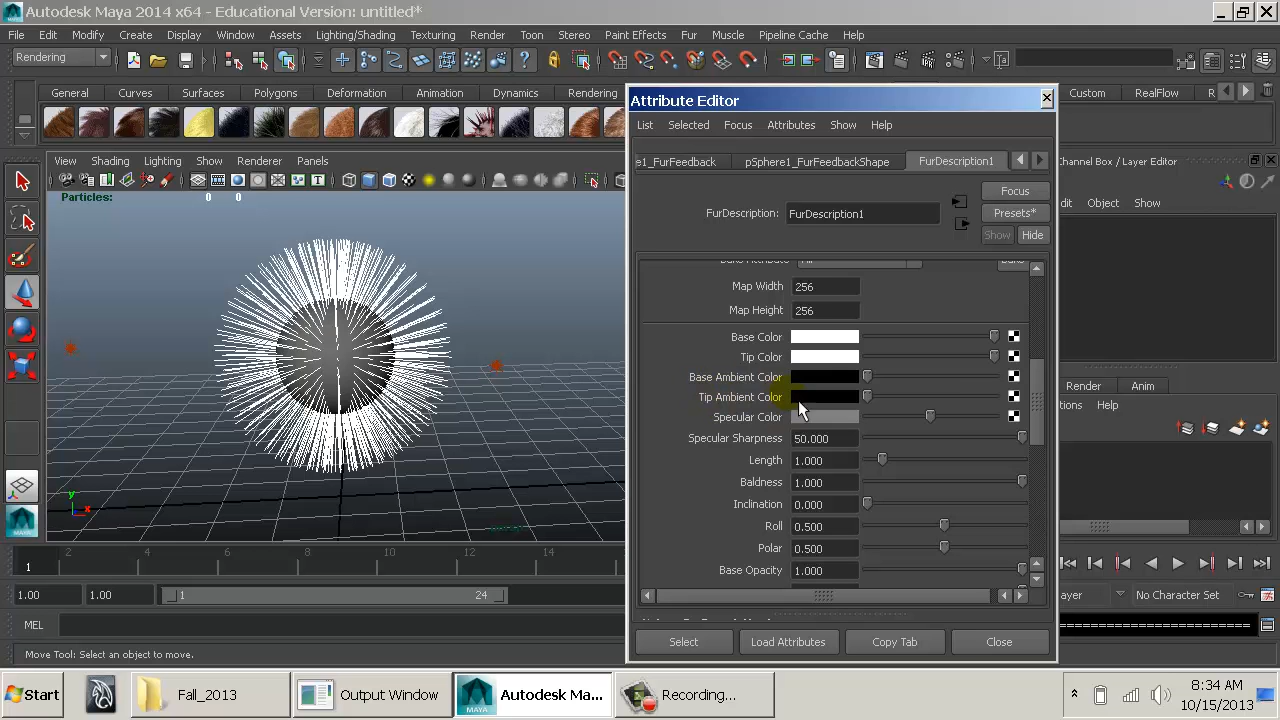 Autodesk Maya 2014 x64 - Educational Version: untitled*
File Edit Modify Create Display Window Assets Lighting/Shading Texturing Render Toon Stereo Paint Effects Fur Muscle Pipeline Cache Help
Rendering
General Curves Surfaces Polygons Deformation Animation Dynamics Rendering Custom RealFlow R
View Shading Lighting Show Renderer Panels
Particles: 0 0
y
x
persp
Attribute Editor
List Selected Focus Attributes Show Help
e1_FurFeedback pSphere1_FurFeedbackShape FurDescription1
Focus
FurDescription: FurDescription1 Presets*
Show Hide
Map Width 256
Map Height 256
Base Color
Tip Color
Base Ambient Color
Tip Ambient Color
Specular Color
Specular Sharpness 50.000
Length 1.000
Baldness 1.000
Inclination 0.000
Roll 0.500
Polar 0.500
Base Opacity 1.000
Select Load Attributes Copy Tab Close
Channel Box / Layer Editor
dit Object Show
Render Anim
otions Help
2 4 6 8 10 12 14
1
1.00 1.00 1 24 ayer No Character Set
MEL
Move Tool: Select an object to move.
Start MAYA Fall_2013 Output Window Autodesk Ma... Recording... 8:34 AM
10/15/2013